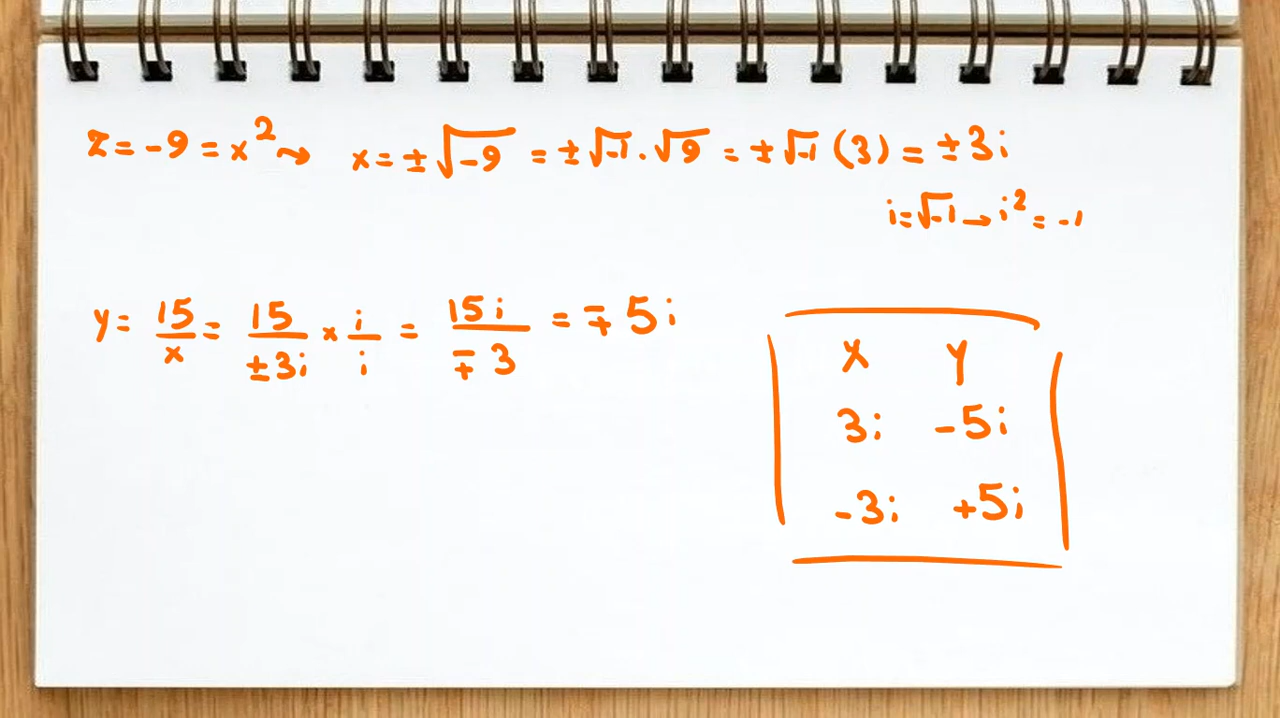 z = -9 = x² ⇝ x = ±√-9 = ±√-1 . √9 = ±√-1 (3) = ±3i
i = √-1 → i² = -1
y = 15/x = 15/±3i × i/i = 15i/∓3 = ∓5i
x y
3i -5i
-3i +5i